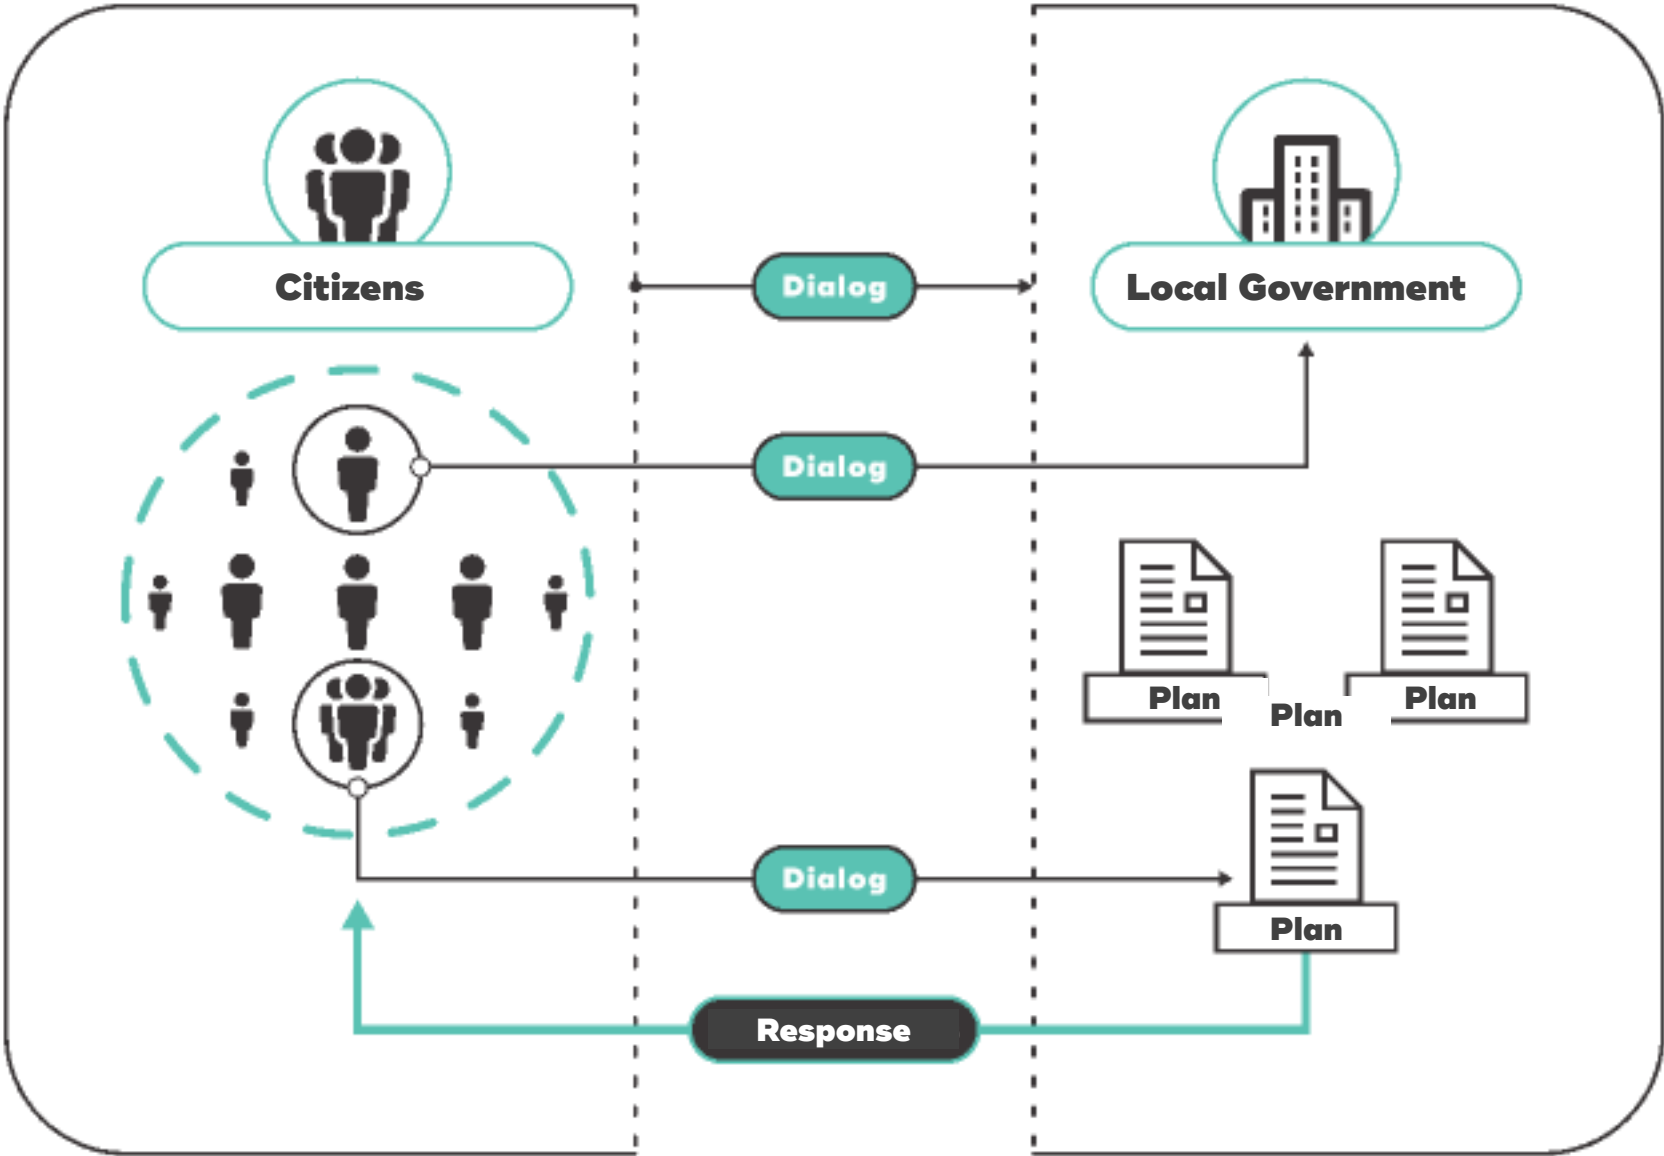 Citizens
Dialog
Local Government
Dialog
Plan
Plan
Plan
Dialog
Plan
Response